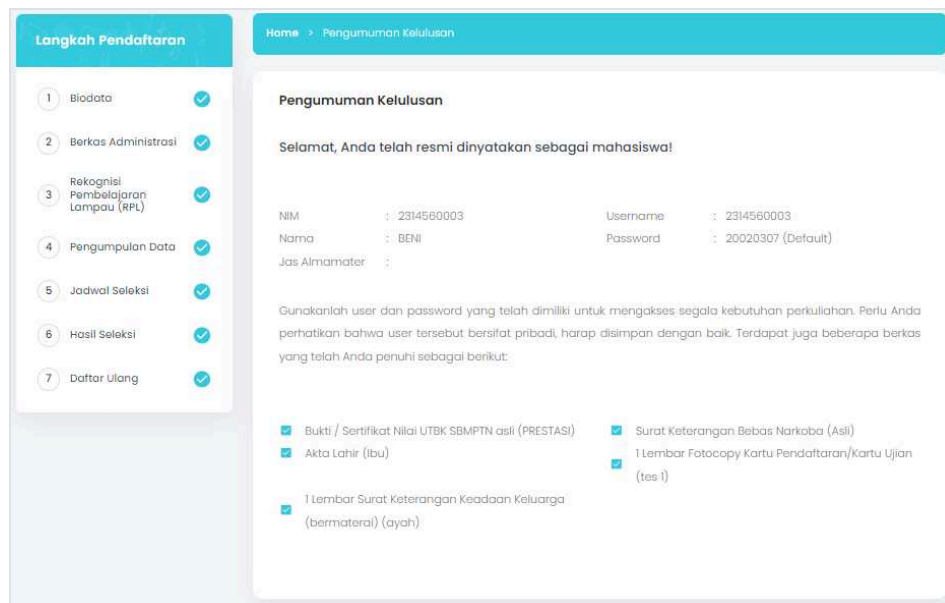 Langkah Pendaftaran
1 Biodata
2 Berkas Administrasi
3 Rekognisi
Pembelajaran
Lampau (RPL)
4 Pengumpulan Data
5 Jadwal Seleksi
6 Hasil Seleksi
7 Daftar Ulang
Home > Pengumuman Kelulusan
Pengumuman Kelulusan
Selamat, Anda telah resmi dinyatakan sebagai mahasiswa!
NIM : 2314560003 Username : 2314560003
Nama : BENI Password : 20020307 (Default)
Jas Almamater :
Gunakanlah user dan password yang telah dimiliki untuk mengakses segala kebutuhan perkuliahan. Perlu Anda
perhatikan bahwa user tersebut bersifat pribadi, harap disimpan dengan baik. Terdapat juga beberapa berkas
yang telah Anda penuhi sebagai berikut:
Bukti / Sertifikat Nilai UTBK SBMPTN asli (PRESTASI)
Surat Keterangan Bebas Narkoba (Asli)
Akta Lahir (Ibu)
1 Lembar Fotocopy Kartu Pendaftaran/Kartu Ujian
(tes 1)
1 Lembar Surat Keterangan Keadaan Keluarga
(bermaterai) (ayah)